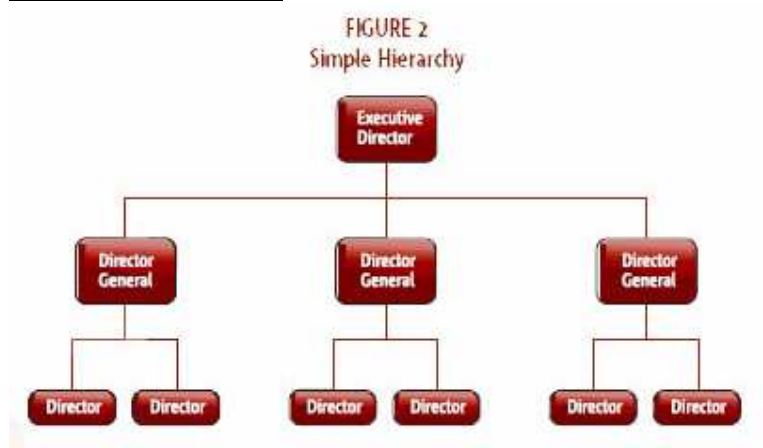 FIGURE 2
Simple Hierarchy
Executive
Director
Director
General
Director
General
Director
General
Director
Director
Director
Director
Director
Director